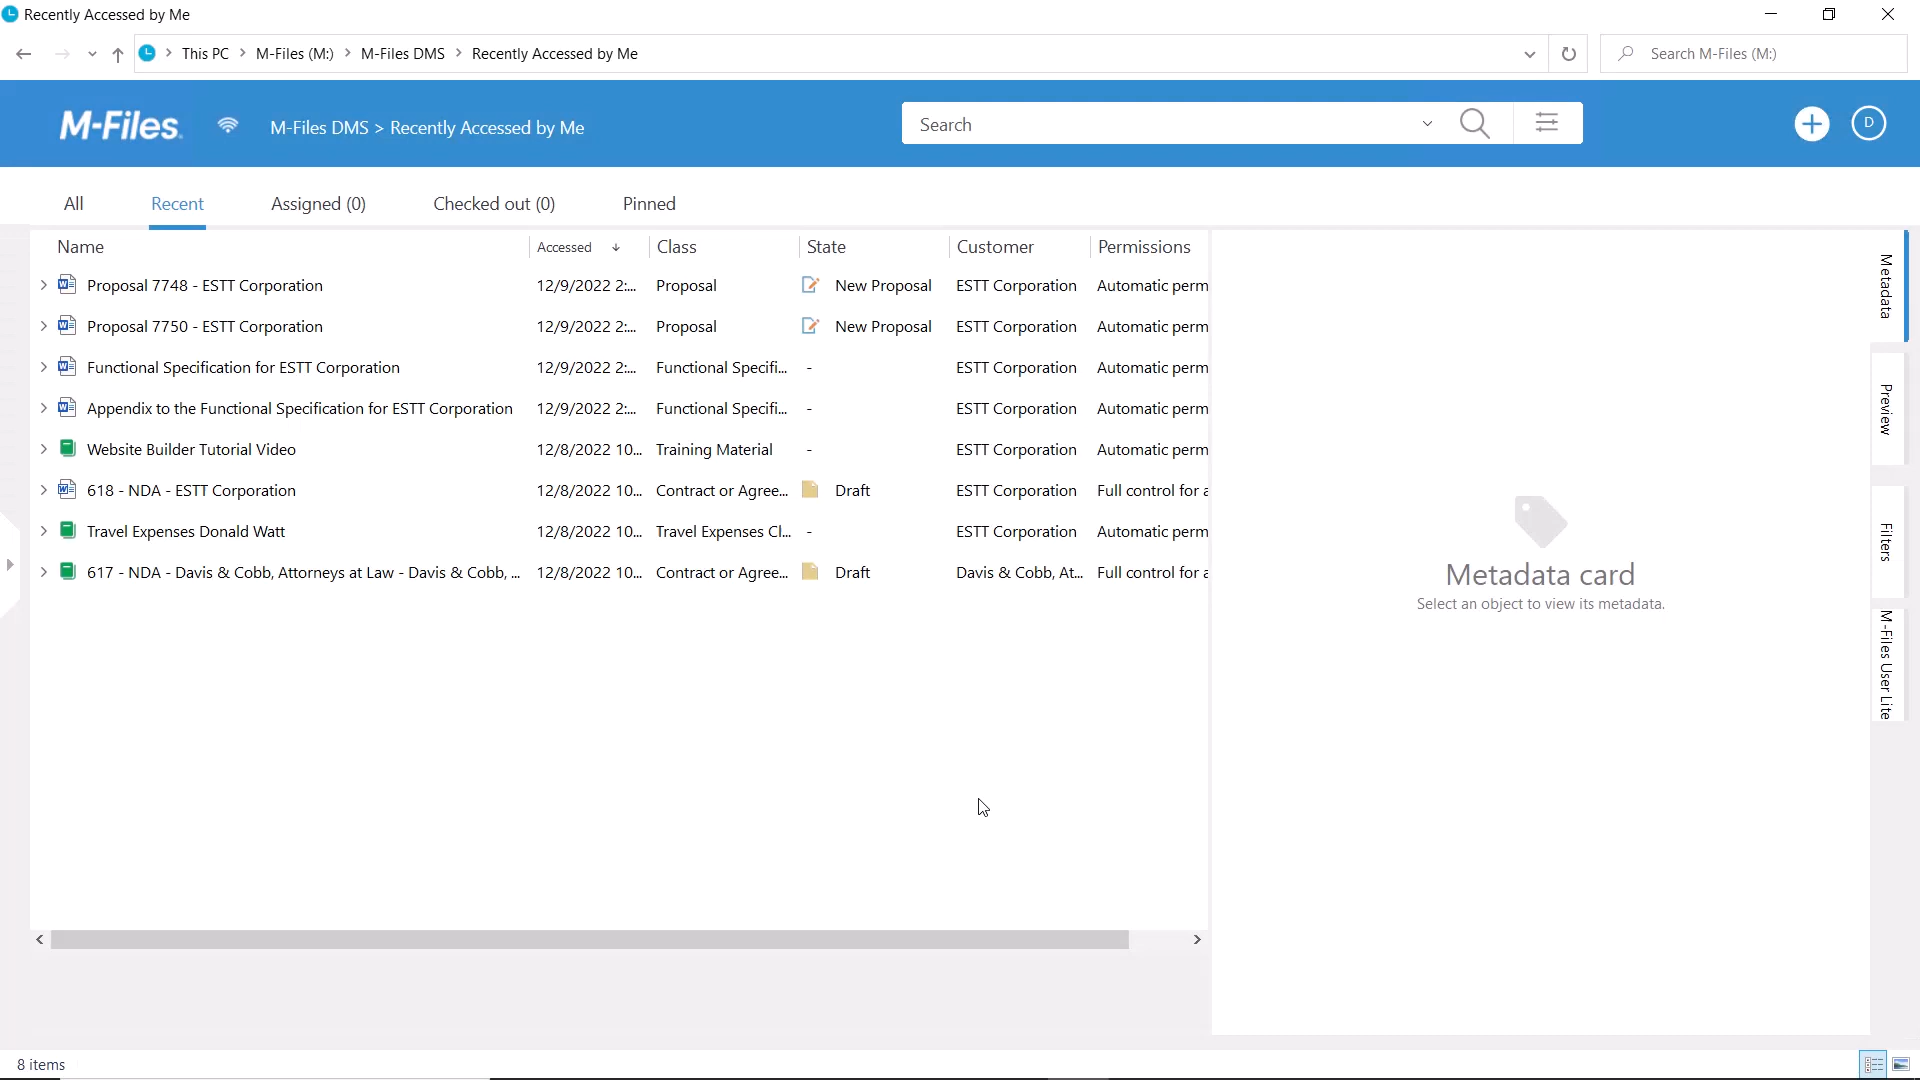 Recently Accessed by Me
This PC > M-Files (M:) > M-Files DMS > Recently Accessed by Me
Search M-Files (M:)
M-Files.
M-Files DMS > Recently Accessed by Me
Search
D
All
Recent
Assigned (0)
Checked out (0)
Pinned
Name Accessed Class State Customer Permissions
Proposal 7748 - ESTT Corporation 12/9/2022 2:... Proposal New Proposal ESTT Corporation Automatic perm
Proposal 7750 - ESTT Corporation 12/9/2022 2:... Proposal New Proposal ESTT Corporation Automatic perm
Functional Specification for ESTT Corporation 12/9/2022 2:... Functional Specifi... - ESTT Corporation Automatic perm
Appendix to the Functional Specification for ESTT Corporation 12/9/2022 2:... Functional Specifi... - ESTT Corporation Automatic perm
Website Builder Tutorial Video 12/8/2022 10... Training Material - ESTT Corporation Automatic perm
618 - NDA - ESTT Corporation 12/8/2022 10... Contract or Agree... Draft ESTT Corporation Full control for a
Travel Expenses Donald Watt 12/8/2022 10... Travel Expenses Cl... - ESTT Corporation Automatic perm
617 - NDA - Davis & Cobb, Attorneys at Law - Davis & Cobb, ... 12/8/2022 10... Contract or Agree... Draft Davis & Cobb, At... Full control for a
Metadata card
Select an object to view its metadata.
Metadata
Preview
Filters
M-Files User Lite
8 items